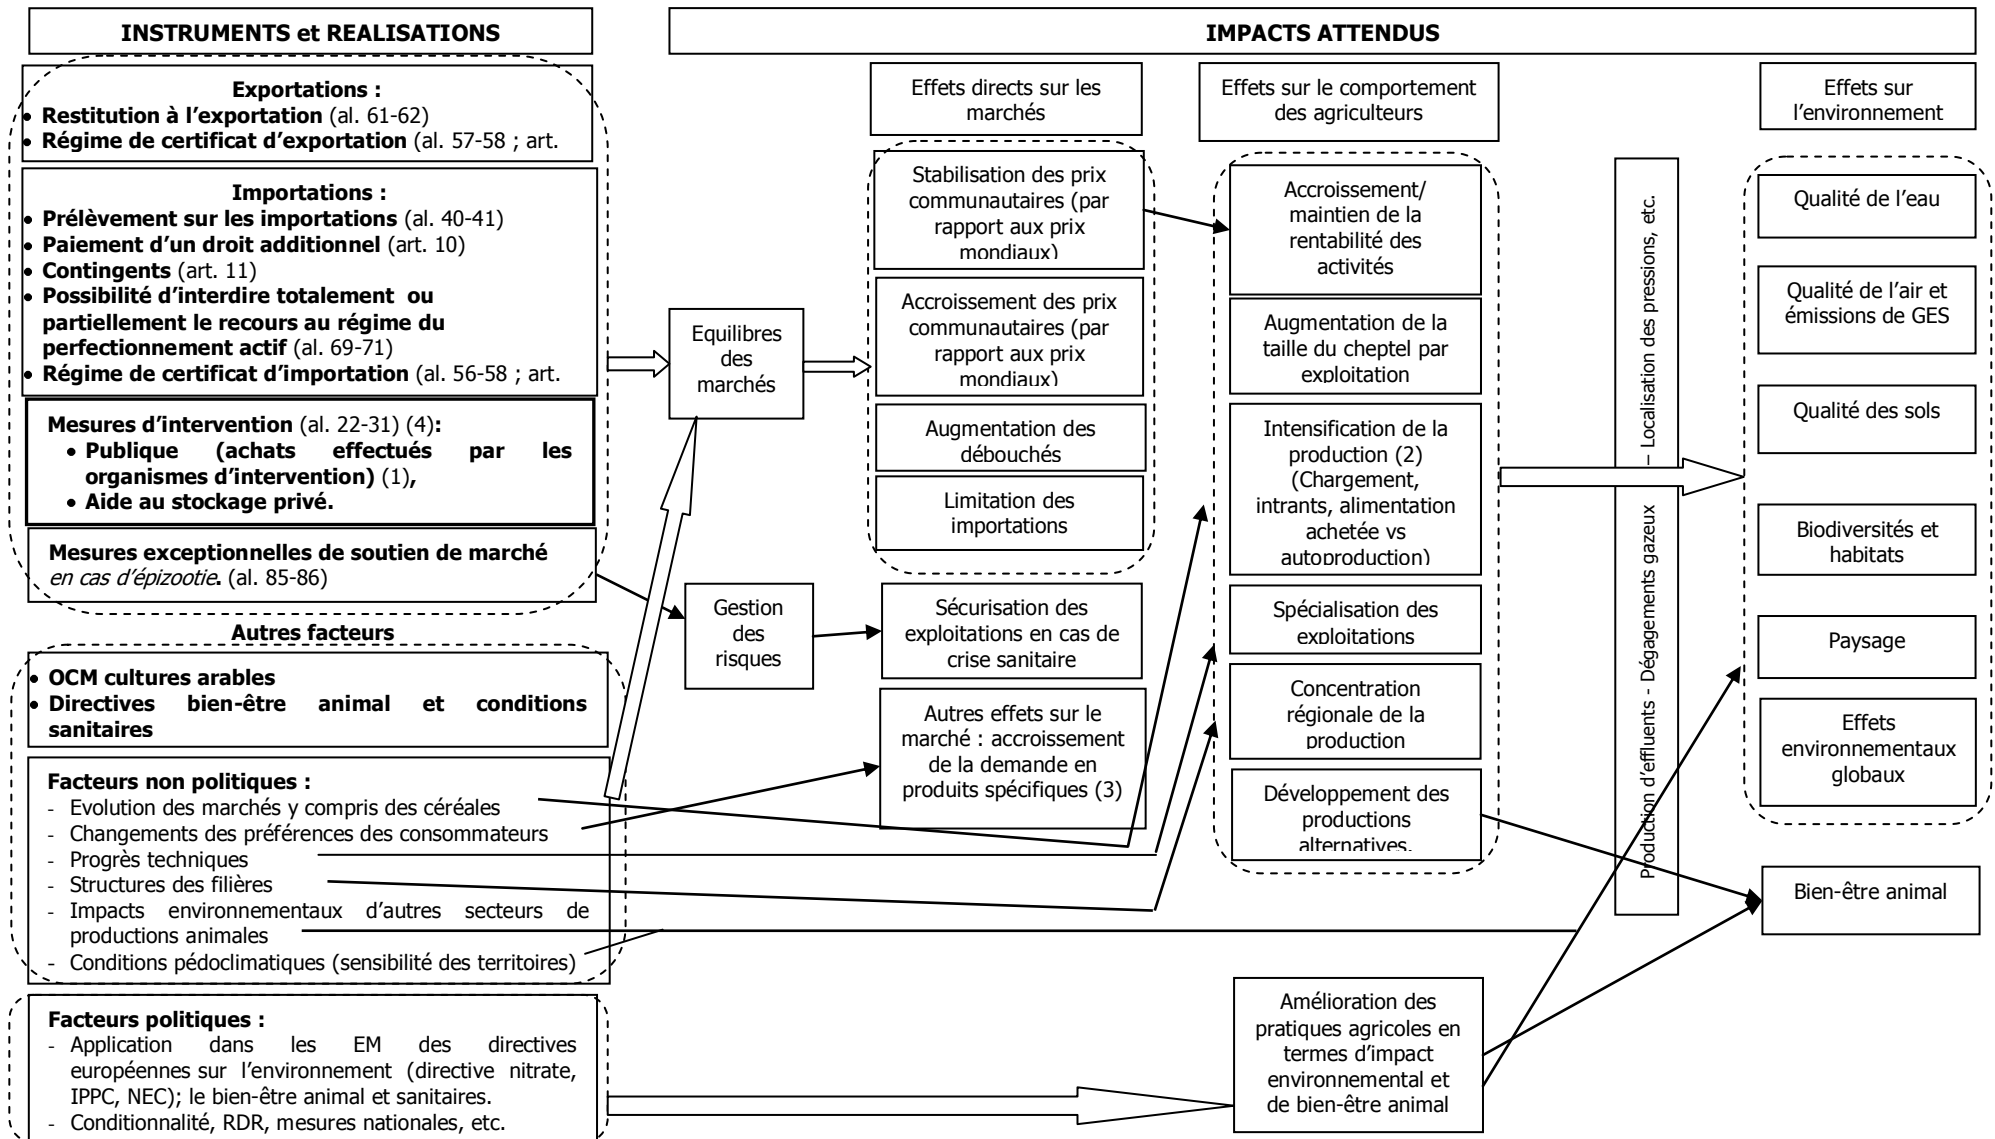 INSTRUMENTS et REALISATIONS
IMPACTS ATTENDUS
Exportations :
• Restitution à l’exportation (al. 61-62)
• Régime de certificat d’exportation (al. 57-58 ; art.
Importations :
• Prélèvement sur les importations (al. 40-41)
• Paiement d’un droit additionnel (art. 10)
• Contingents (art. 11)
• Possibilité d’interdire totalement ou
partiellement le recours au régime du
perfectionnement actif (al. 69-71)
• Régime de certificat d’importation (al. 56-58 ; art.
Mesures d’intervention (al. 22-31) (4):
• Publique (achats effectués par les
organismes d’intervention) (1),
• Aide au stockage privé.
Mesures exceptionnelles de soutien de marché
en cas d’épizootie. (al. 85-86)
Autres facteurs
• OCM cultures arables
• Directives bien-être animal et conditions
sanitaires
Facteurs non politiques :
- Evolution des marchés y compris des céréales
- Changements des préférences des consommateurs
- Progrès techniques
- Structures des filières
- Impacts environnementaux d’autres secteurs de
productions animales
- Conditions pédoclimatiques (sensibilité des territoires)
Facteurs politiques :
- Application dans les EM des directives
européennes sur l’environnement (directive nitrate,
IPPC, NEC); le bien-être animal et sanitaires.
- Conditionnalité, RDR, mesures nationales, etc.
Equilibres
des
marchés
Gestion
des
risques
Effets directs sur les
marchés
Stabilisation des prix
communautaires (par
rapport aux prix
mondiaux)
Accroissement des prix
communautaires (par
rapport aux prix
mondiaux)
Augmentation des
débouchés
Limitation des
importations
Sécurisation des
exploitations en cas de
crise sanitaire
Autres effets sur le
marché : accroissement
de la demande en
produits spécifiques (3)
Effets sur le comportement
des agriculteurs
Accroissement/
maintien de la
rentabilité des
activités
Augmentation de la
taille du cheptel par
exploitation
Intensification de la
production (2)
(Chargement,
intrants, alimentation
achetée vs
autoproduction)
Spécialisation des
exploitations
Concentration
régionale de la
production
Développement des
productions
alternatives.
Amélioration des
pratiques agricoles en
termes d’impact
environnemental et
de bien-être animal
Production d’effluents - Dégagements gazeux – Localisation des pressions, etc.
Effets sur
l’environnement
Qualité de l’eau
Qualité de l’air et
émissions de GES
Qualité des sols
Biodiversités et
habitats
Paysage
Effets
environnementaux
globaux
Bien-être animal